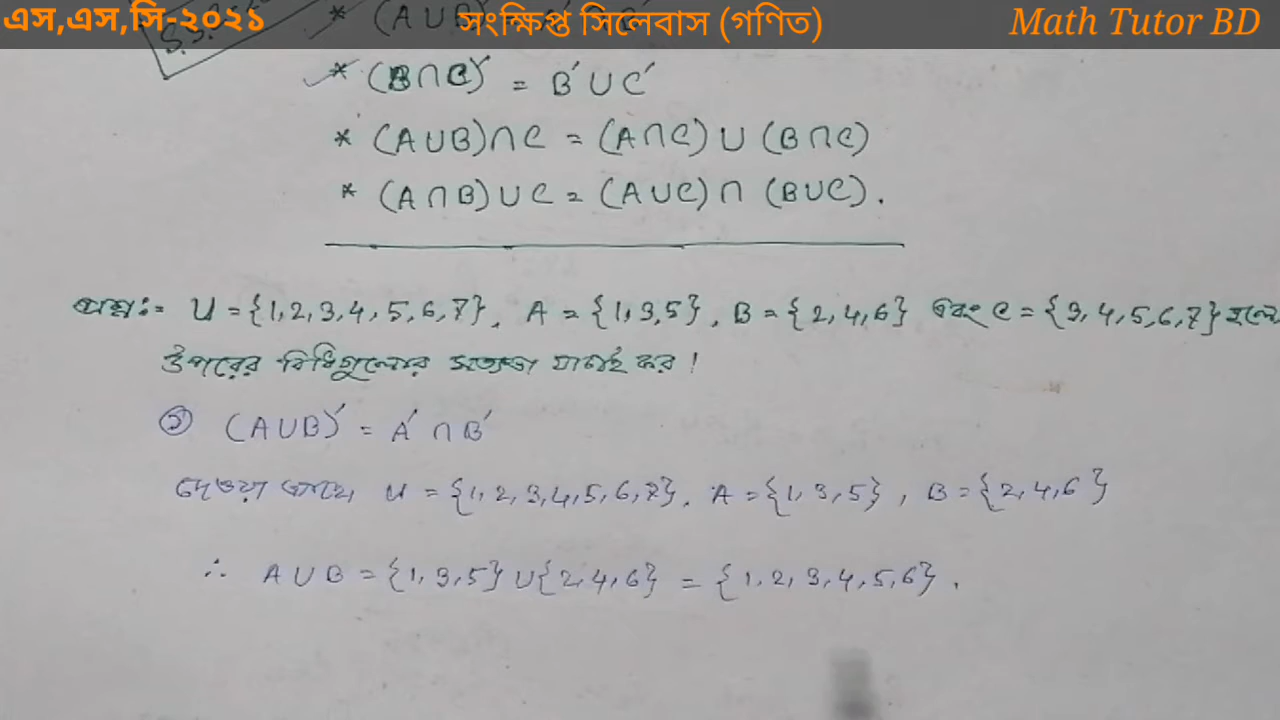 এস,এস,সি-২০২১ সংক্ষিপ্ত সিলেবাস (গণিত) Math Tutor BD
* (A∪B)
* (B∩C)′ = B′∪C′
* (A∪B)∩C = (A∩C)∪(B∩C)
* (A∩B)∪C = (A∪C)∩(B∪C).
প্রশ্ন:- U = {1,2,3,4,5,6,7}, A = {1,3,5}, B = {2,4,6} এবং C = {3,4,5,6,7} হলে
উপরের বিধিগুলোর সত্যতা যাচাই কর।
① (A∪B)′ = A′∩B′
দেওয়া আছে, U = {1,2,3,4,5,6,7}, A = {1,3,5}, B = {2,4,6}
∴ A∪B = {1,3,5}∪{2,4,6} = {1,2,3,4,5,6}.